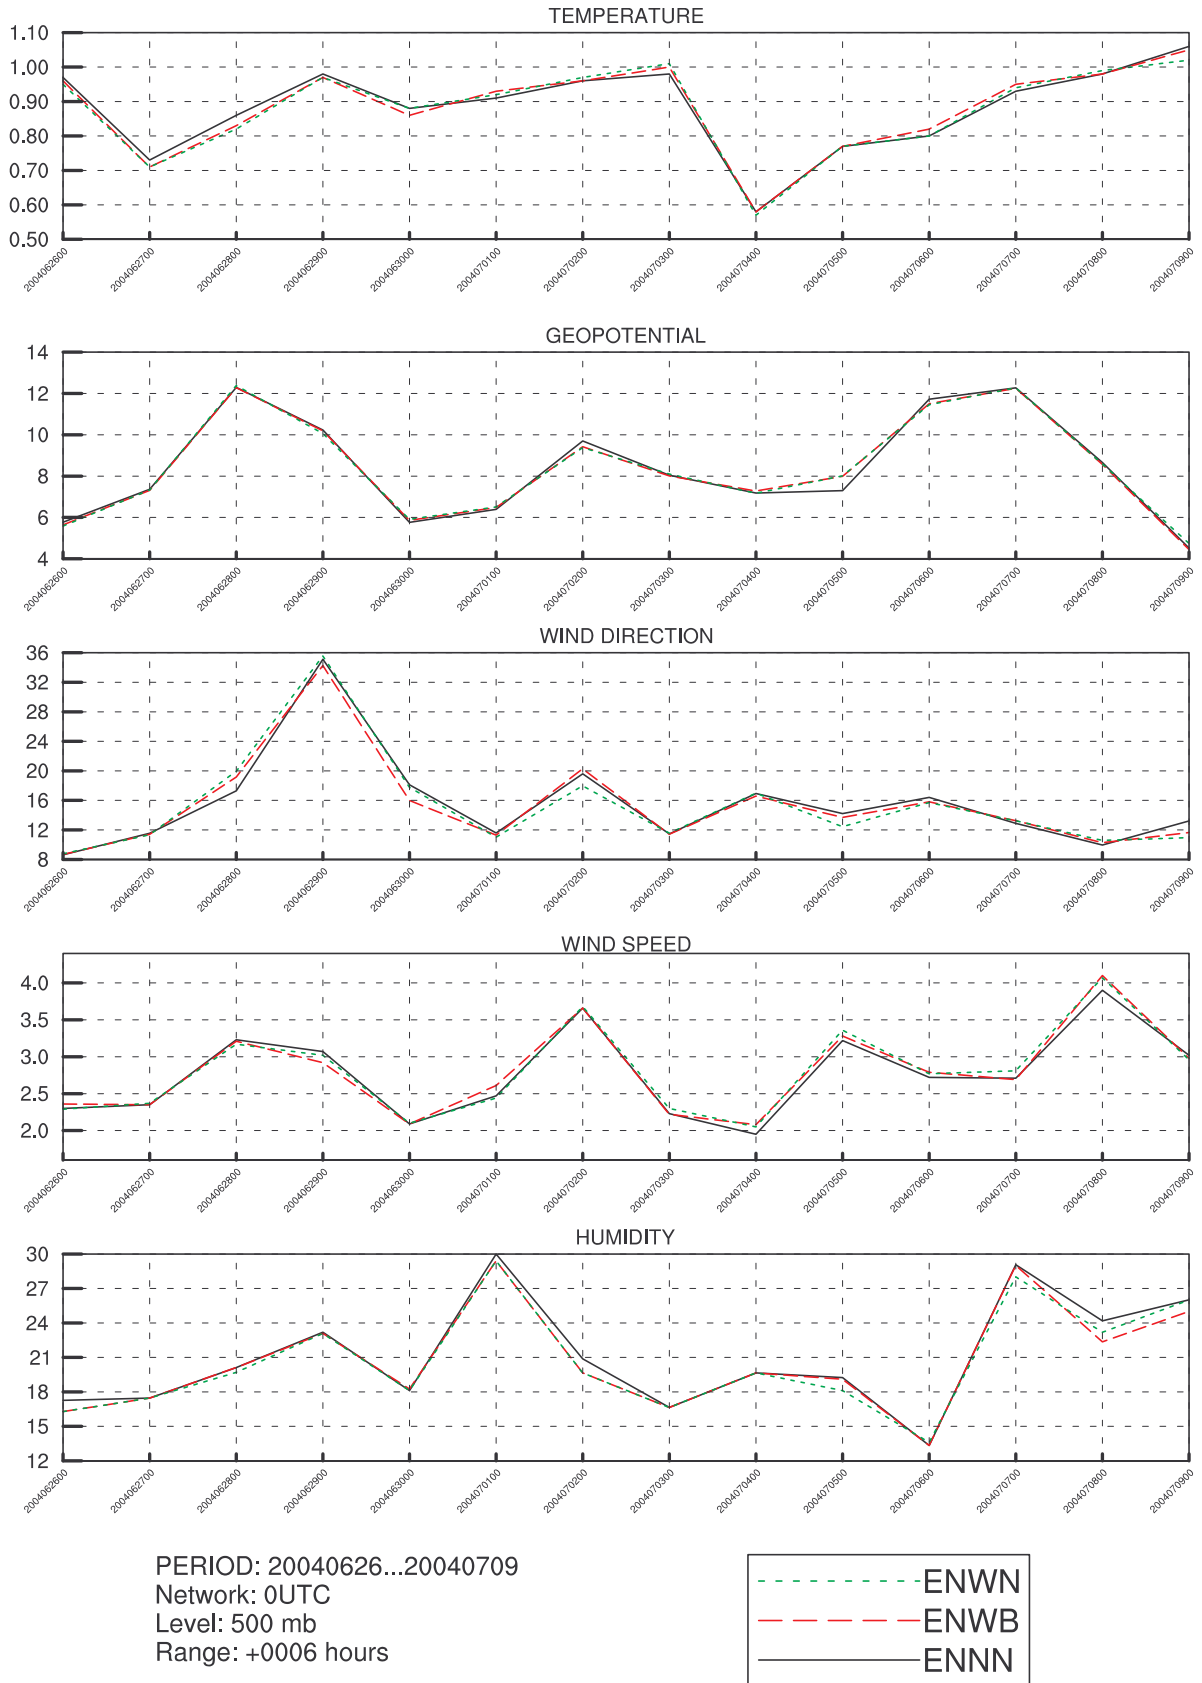 TEMPERATURE
1.10
1.00
0.90
0.80
0.70
0.60
0.50
2004062600 2004062700 2004062800 2004062900 2004063000 2004070100 2004070200 2004070300 2004070400 2004070500 2004070600 2004070700 2004070800 2004070900
GEOPOTENTIAL
14
12
10
8
6
4
2004062600 2004062700 2004062800 2004062900 2004063000 2004070100 2004070200 2004070300 2004070400 2004070500 2004070600 2004070700 2004070800 2004070900
WIND DIRECTION
36
32
28
24
20
16
12
8
2004062600 2004062700 2004062800 2004062900 2004063000 2004070100 2004070200 2004070300 2004070400 2004070500 2004070600 2004070700 2004070800 2004070900
WIND SPEED
4.0
3.5
3.0
2.5
2.0
2004062600 2004062700 2004062800 2004062900 2004063000 2004070100 2004070200 2004070300 2004070400 2004070500 2004070600 2004070700 2004070800 2004070900
HUMIDITY
30
27
24
21
18
15
12
2004062600 2004062700 2004062800 2004062900 2004063000 2004070100 2004070200 2004070300 2004070400 2004070500 2004070600 2004070700 2004070800 2004070900
PERIOD: 20040626...20040709
Network: 0UTC
Level: 500 mb
Range: +0006 hours
ENWN
ENWB
ENNN